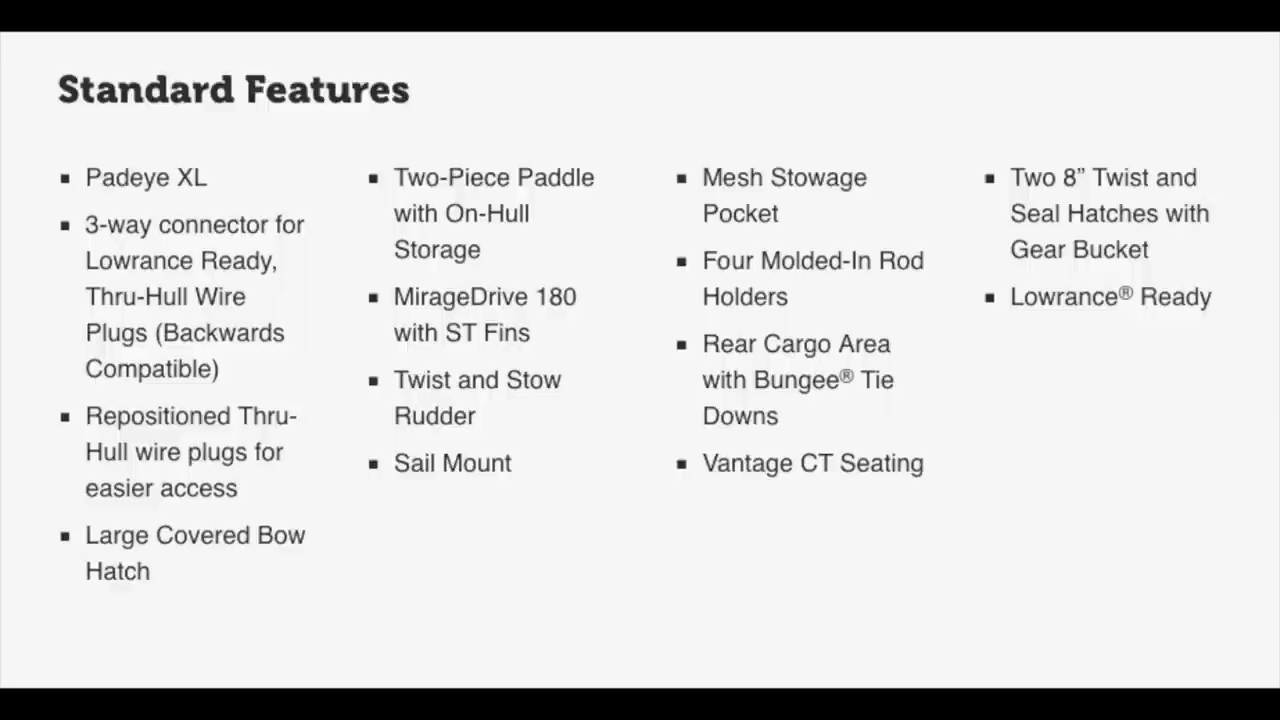 Standard Features
Padeye XL
3-way connector for
Lowrance Ready,
Thru-Hull Wire
Plugs (Backwards
Compatible)
Repositioned Thru-
Hull wire plugs for
easier access
Large Covered Bow
Hatch
Two-Piece Paddle
with On-Hull
Storage
MirageDrive 180
with ST Fins
Twist and Stow
Rudder
Sail Mount
Mesh Stowage
Pocket
Four Molded-In Rod
Holders
Rear Cargo Area
with Bungee® Tie
Downs
Vantage CT Seating
Two 8” Twist and
Seal Hatches with
Gear Bucket
Lowrance® Ready